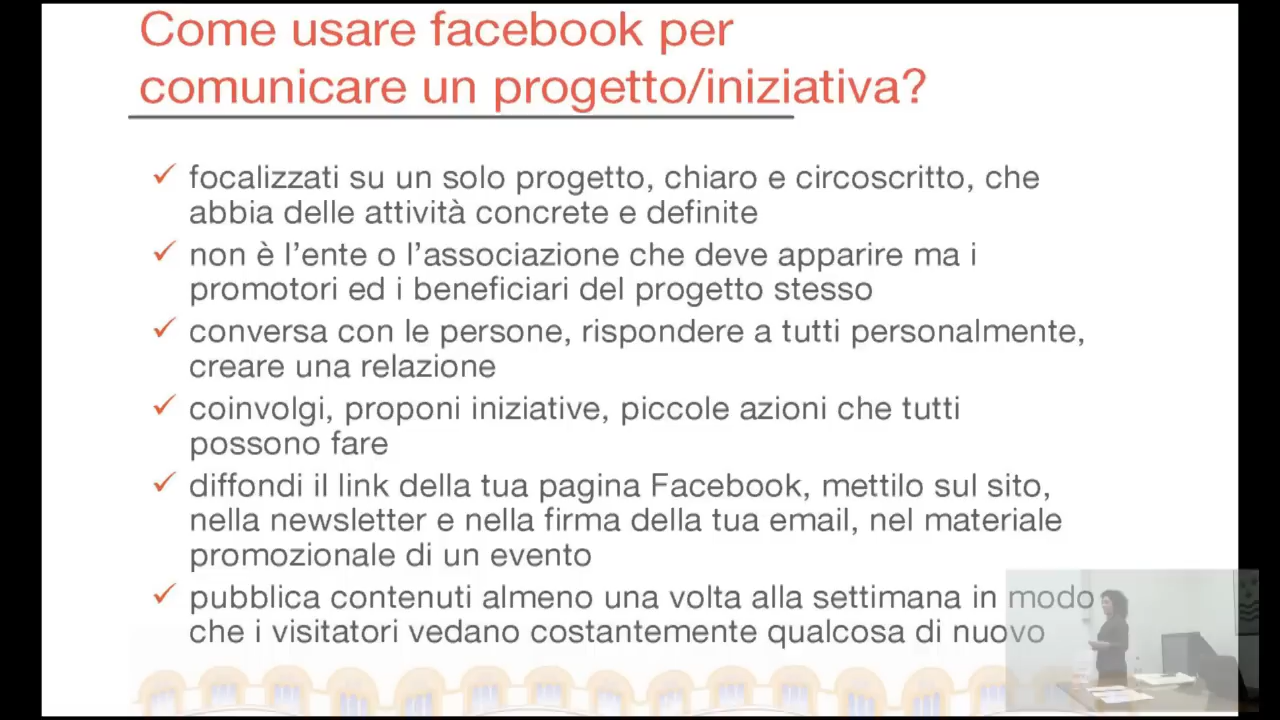 Come usare facebook per
comunicare un progetto/iniziativa?
✓ focalizzati su un solo progetto, chiaro e circoscritto, che
abbia delle attività concrete e definite
✓ non è l’ente o l’associazione che deve apparire ma i
promotori ed i beneficiari del progetto stesso
✓ conversa con le persone, rispondere a tutti personalmente,
creare una relazione
✓ coinvolgi, proponi iniziative, piccole azioni che tutti
possono fare
✓ diffondi il link della tua pagina Facebook, mettilo sul sito,
nella newsletter e nella firma della tua email, nel materiale
promozionale di un evento
✓ pubblica contenuti almeno una volta alla settimana in modo
che i visitatori vedano costantemente qualcosa di nuovo